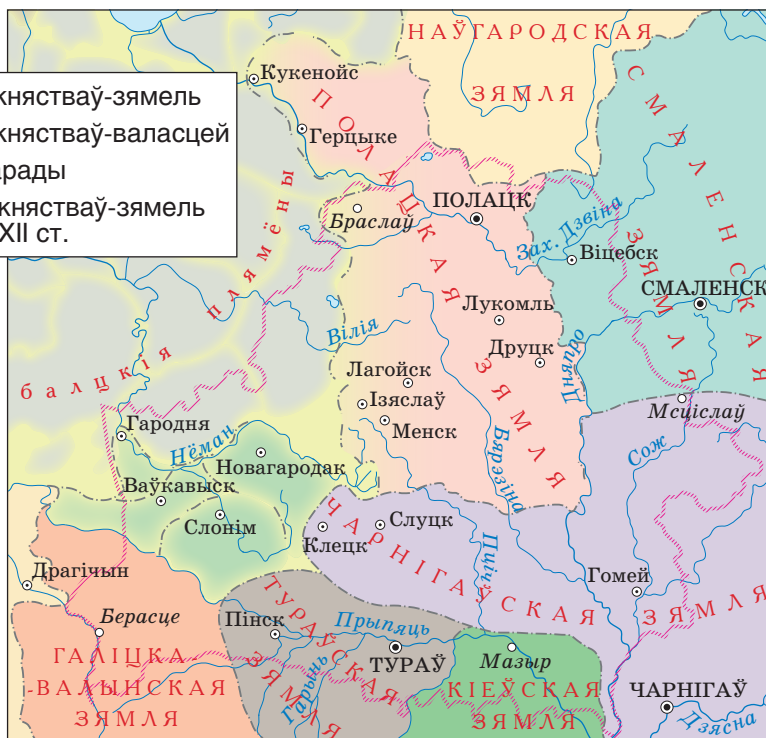 княстваў-зямель
княстваў-валасцей
арады
княстваў-зямель
XII ст.
НАЎГАРОДСКАЯ
ЗЯМЛЯ
СМАЛЕНСКАЯ
ЗЯМЛЯ
Кукенойс
Герцыке
ПОЛАЦКАЯ
ЗЯМЛЯ
Браслаў
ПОЛАЦК
Зах. Дзвіна
Віцебск
СМАЛЕНСК
балцкія плямёны
Вілія
Лукомль
Друцк
Дняпро
Лагойск
Ізяслаў
Менск
Мсціслаў
Гародня
Нёман
Новагародак
Бярэзіна
Сож
Ваўкавыск
Слонім
Клецк
Слуцк
ЧАРНІГАЎСКАЯ ЗЯМЛЯ
Пціч
Гомей
Драгічын
Берасце
Пінск
Прыпяць
ТУРАЎ
ТУРАЎСКАЯ
ЗЯМЛЯ
Гарынь
Мазыр
ГАЛІЦКА-
-ВАЛЫНСКАЯ
ЗЯМЛЯ
КІЕЎСКАЯ
ЗЯМЛЯ
ЧАРНІГАЎ
Дзясна